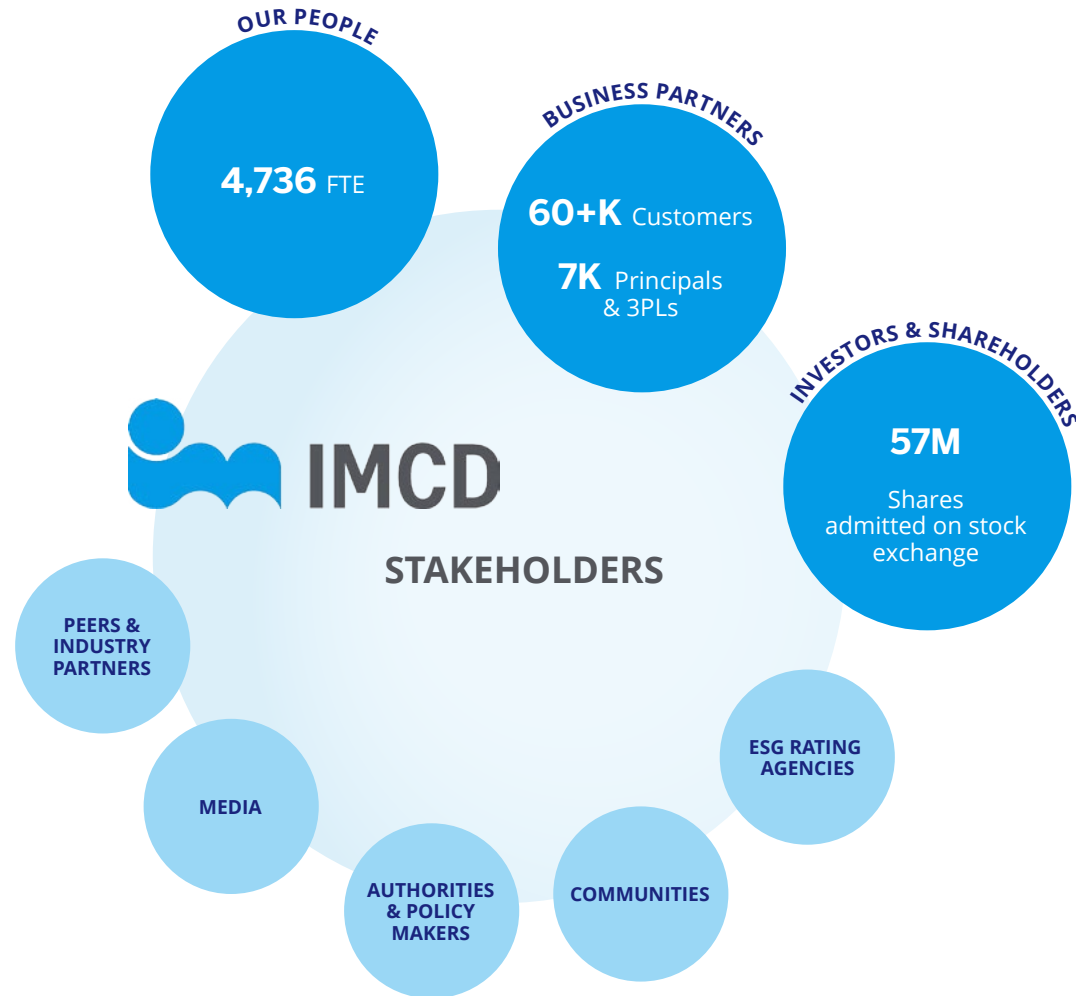 OUR PEOPLE
4,736 FTE
BUSINESS PARTNERS
60+K Customers
7K Principals
& 3PLs
INVESTORS & SHAREHOLDERS
57M
Shares
admitted on stock
exchange
IMCD
STAKEHOLDERS
PEERS &
INDUSTRY
PARTNERS
MEDIA
AUTHORITIES
& POLICY
MAKERS
COMMUNITIES
ESG RATING
AGENCIES